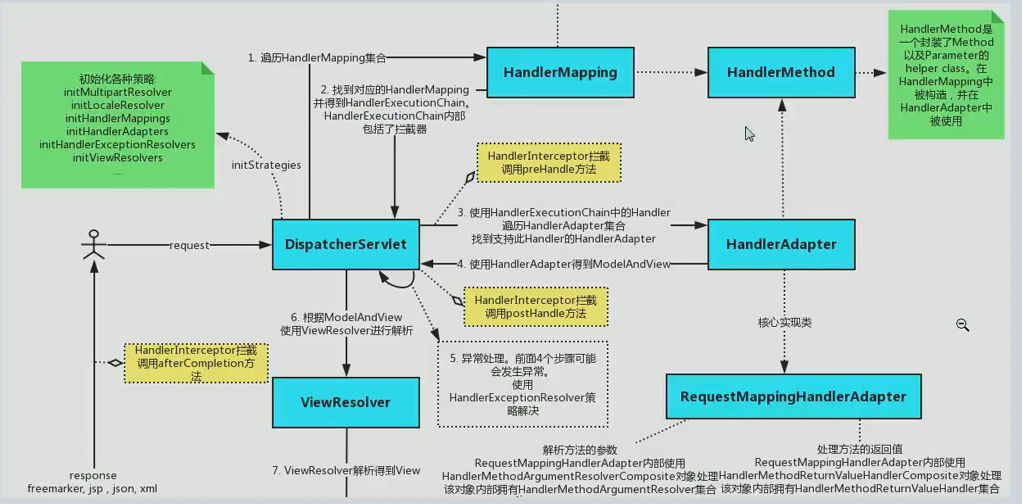 初始化各种策略:
initMultipartResolver
initLocaleResolver
initHandlerMappings
initHandlerAdapters
initHandlerExceptionResolvers
initViewResolvers
....
initStrategies
1. 遍历HandlerMapping集合
2. 找到对应的HandlerMapping
并得到HandlerExecutionChain。
HandlerExecutionChain内部
包括了拦截器
HandlerMapping
HandlerMethod
HandlerMethod是
一个封装了Method
以及Parameter的
helper class。在
HandlerMapping中
被构造，并在
HandlerAdapter中
被使用
HandlerInterceptor拦截
调用preHandle方法
request
DispatcherServlet
3. 使用HandlerExecutionChain中的Handler
遍历HandlerAdapter集合
找到支持此Handler的HandlerAdapter
4. 使用HandlerAdapter得到ModelAndView
HandlerAdapter
HandlerInterceptor拦截
调用postHandle方法
6. 根据ModelAndView
使用ViewResolver进行解析
核心实现类
HandlerInterceptor拦截
调用afterCompletion方
法
5. 异常处理。前面4个步骤可能
会发生异常。
使用
HandlerExceptionResolver策
略解决
ViewResolver
RequestMappingHandlerAdapter
7. ViewResolver解析得到View
response
freemarker, jsp , json, xml
解析方法的参数
RequestMappingHandlerAdapter内部使用
HandlerMethodArgumentResolverComposite对象处理
该对象内部拥有HandlerMethodArgumentResolver集合
处理方法的返回值
RequestMappingHandlerAdapter内部使用
HandlerMethodReturnValueHandlerComposite对象处理
该对象内部拥有HandlerMethodReturnValueHandler集合